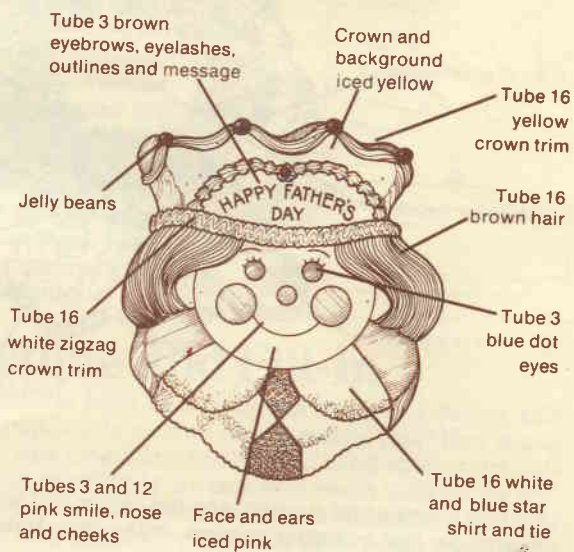 Tube 3 brown
eyebrows, eyelashes,
outlines and message
Crown and
background
iced yellow
Tube 16
yellow
crown trim
Jelly beans
HAPPY FATHER'S
DAY
Tube 16
brown hair
Tube 16
white zigzag
crown trim
Tube 3
blue dot
eyes
Tubes 3 and 12
pink smile, nose
and cheeks
Face and ears
iced pink
Tube 16 white
and blue star
shirt and tie